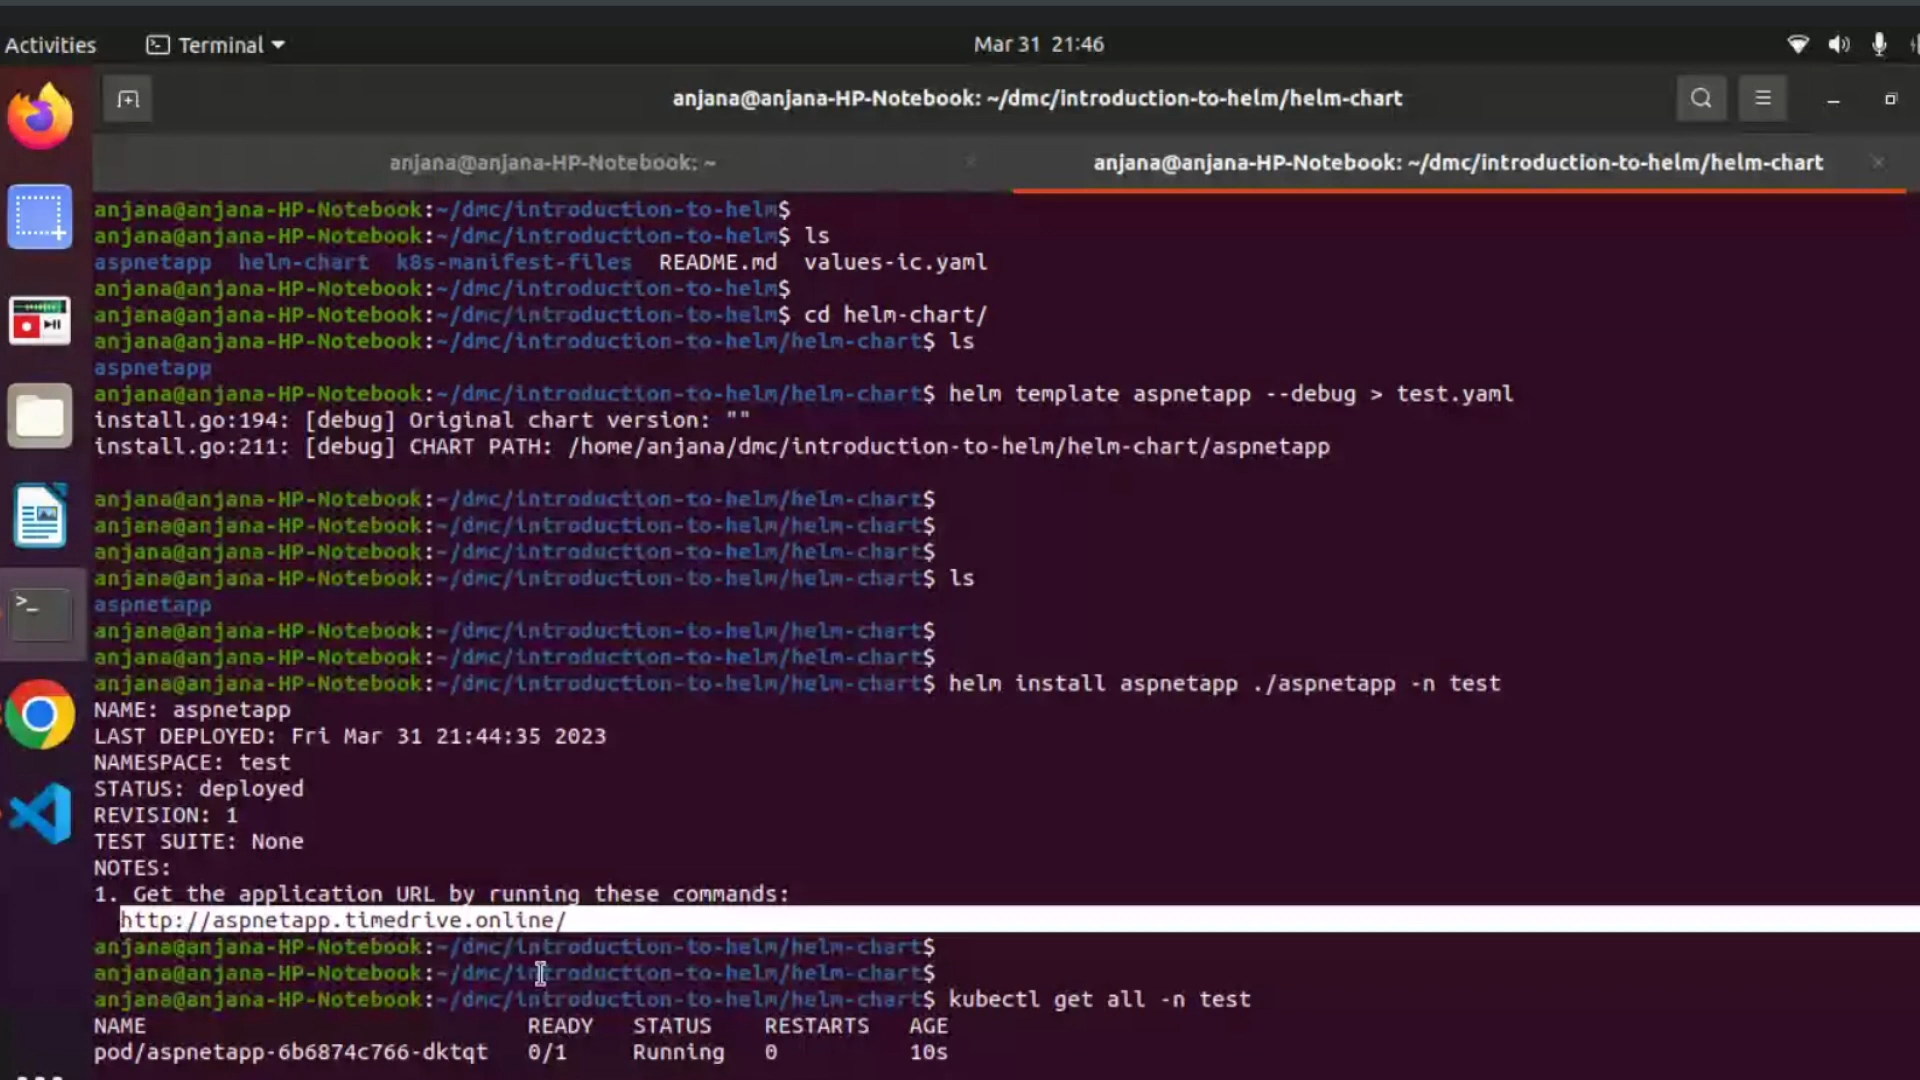 Activities Terminal Mar 31 21:46
anjana@anjana-HP-Notebook: ~/dmc/introduction-to-helm/helm-chart
anjana@anjana-HP-Notebook: ~ anjana@anjana-HP-Notebook: ~/dmc/introduction-to-helm/helm-chart
anjana@anjana-HP-Notebook:~/dmc/introduction-to-helm$
anjana@anjana-HP-Notebook:~/dmc/introduction-to-helm$ ls
aspnetapp helm-chart k8s-manifest-files README.md values-ic.yaml
anjana@anjana-HP-Notebook:~/dmc/introduction-to-helm$
anjana@anjana-HP-Notebook:~/dmc/introduction-to-helm$ cd helm-chart/
anjana@anjana-HP-Notebook:~/dmc/introduction-to-helm/helm-chart$ ls
aspnetapp
anjana@anjana-HP-Notebook:~/dmc/introduction-to-helm/helm-chart$ helm template aspnetapp --debug > test.yaml
install.go:194: [debug] Original chart version: ""
install.go:211: [debug] CHART PATH: /home/anjana/dmc/introduction-to-helm/helm-chart/aspnetapp
anjana@anjana-HP-Notebook:~/dmc/introduction-to-helm/helm-chart$
anjana@anjana-HP-Notebook:~/dmc/introduction-to-helm/helm-chart$
anjana@anjana-HP-Notebook:~/dmc/introduction-to-helm/helm-chart$
anjana@anjana-HP-Notebook:~/dmc/introduction-to-helm/helm-chart$ ls
aspnetapp
anjana@anjana-HP-Notebook:~/dmc/introduction-to-helm/helm-chart$
anjana@anjana-HP-Notebook:~/dmc/introduction-to-helm/helm-chart$
anjana@anjana-HP-Notebook:~/dmc/introduction-to-helm/helm-chart$ helm install aspnetapp ./aspnetapp -n test
NAME: aspnetapp
LAST DEPLOYED: Fri Mar 31 21:44:35 2023
NAMESPACE: test
STATUS: deployed
REVISION: 1
TEST SUITE: None
NOTES:
1. Get the application URL by running these commands:
http://aspnetapp.timedrive.online/
anjana@anjana-HP-Notebook:~/dmc/introduction-to-helm/helm-chart$
anjana@anjana-HP-Notebook:~/dmc/introduction-to-helm/helm-chart$
anjana@anjana-HP-Notebook:~/dmc/introduction-to-helm/helm-chart$ kubectl get all -n test
NAME READY STATUS RESTARTS AGE
pod/aspnetapp-6b6874c766-dktqt 0/1 Running 0 10s